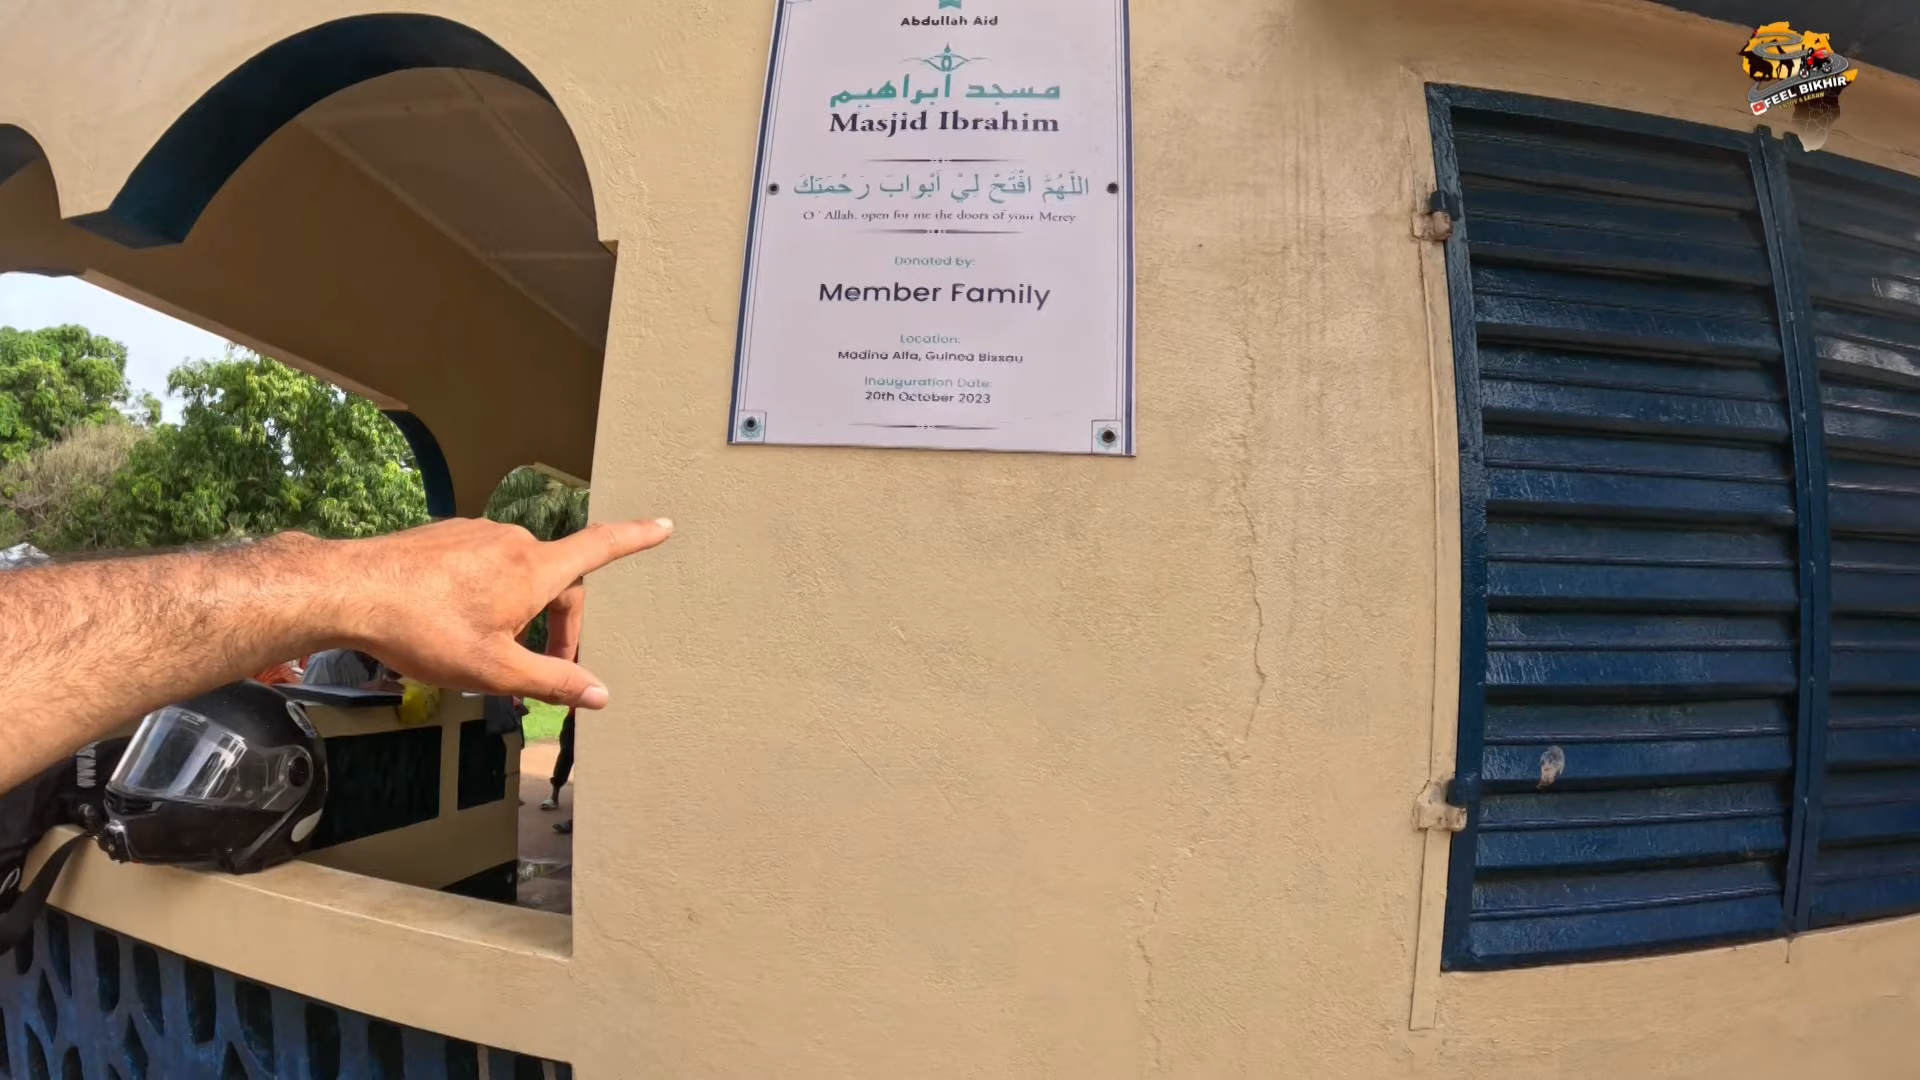 Abdullah Aid
مسجد ابراهيم
Masjid Ibrahim
اللَّهُمَّ افْتَحْ لِيْ أَبْوابَ رَحْمَتِكَ
O' Allah, open for me the doors of your Mercy
Donated by:
Member Family
Location:
Madina Alfa, Guinea Bissau
Inauguration Date:
20th October 2023
FEEL BIKHIR